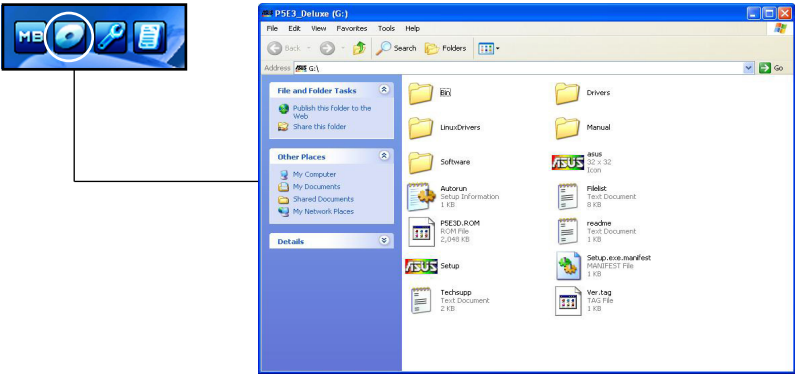 MB
P5E3_Deluxe (G:)
File Edit View Favorites Tools Help
Back Search Folders
Address G:\ Go
File and Folder Tasks
Publish this folder to the
Web
Share this folder
Other Places
My Computer
My Documents
Shared Documents
My Network Places
Details
Bin
Drivers
LinuxDrivers
Manual
Software
ASUS
asus
32 x 32
Icon
Autorun
Setup Information
1 KB
Filelist
Text Document
8 KB
P5E3D.ROM
ROM File
2,048 KB
readme
Text Document
1 KB
ASUS
Setup
Setup.exe.manifest
MANIFEST File
1 KB
Techsupp
Text Document
2 KB
Ver.tag
TAG File
1 KB